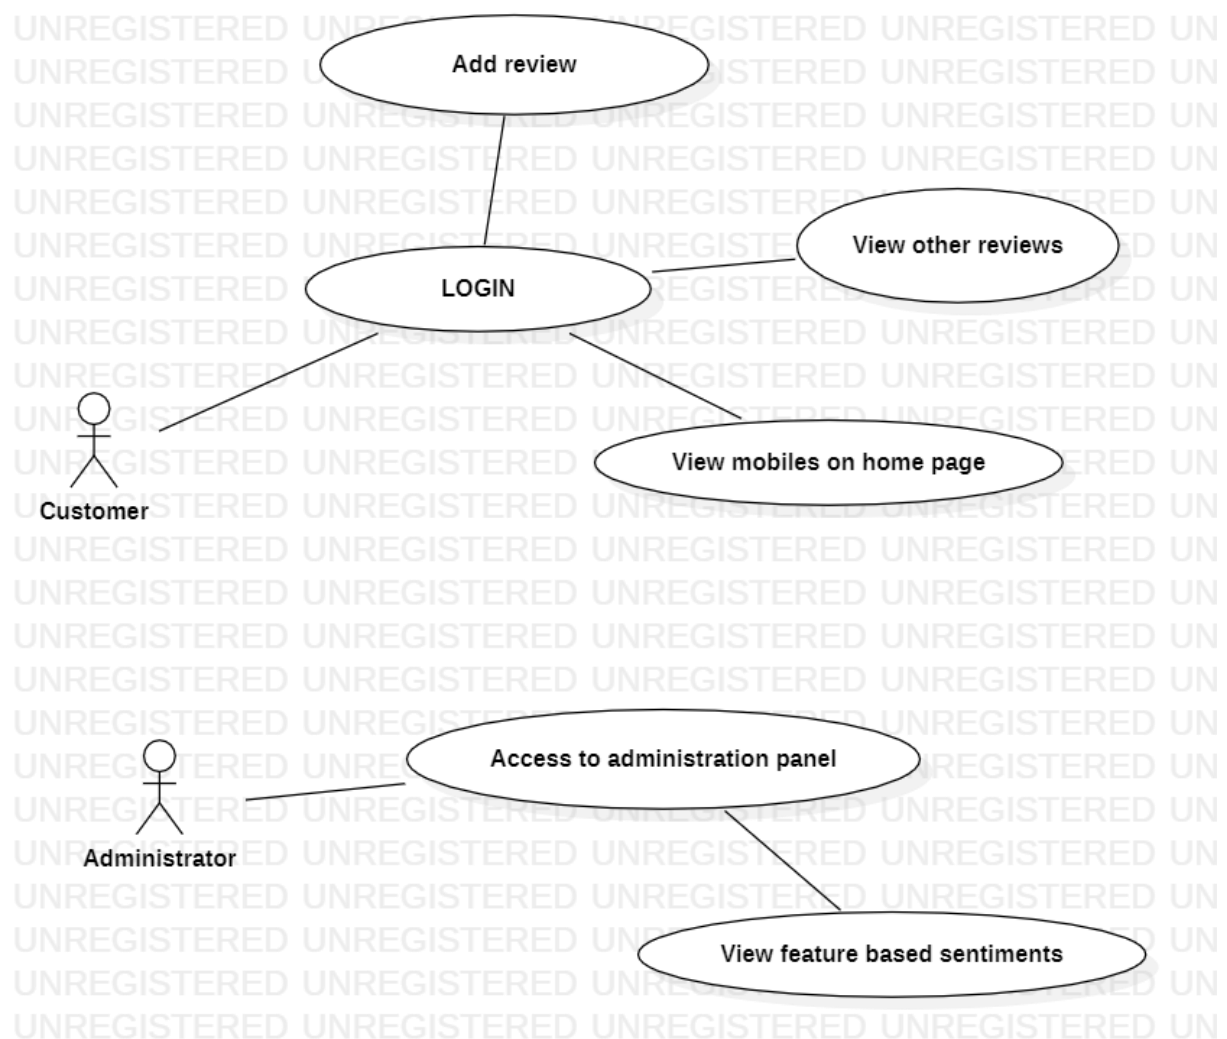 Add review
View other reviews
LOGIN
View mobiles on home page
Customer
Access to administration panel
Administrator
View feature based sentiments
UNREGISTERED